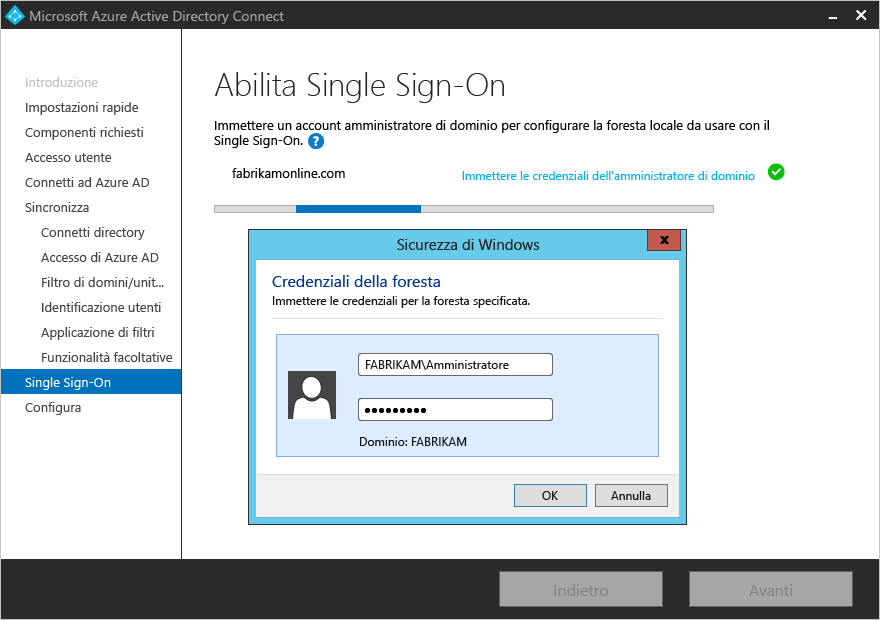 Microsoft Azure Active Directory Connect
Introduzione
Impostazioni rapide
Componenti richiesti
Accesso utente
Connetti ad Azure AD
Sincronizza
Connetti directory
Accesso di Azure AD
Filtro di domini/unit...
Identificazione utenti
Applicazione di filtri
Funzionalità facoltative
Single Sign-On
Configura
Abilita Single Sign-On
Immettere un account amministratore di dominio per configurare la foresta locale da usare con il
Single Sign-On. ?
fabrikamonline.com
Immettere le credenziali dell'amministratore di dominio
Sicurezza di Windows
x
Credenziali della foresta
Immettere le credenziali per la foresta specificata.
FABRIKAM\Amministratore
●●●●●●●●●
Dominio: FABRIKAM
OK
Annulla
Indietro
Avanti